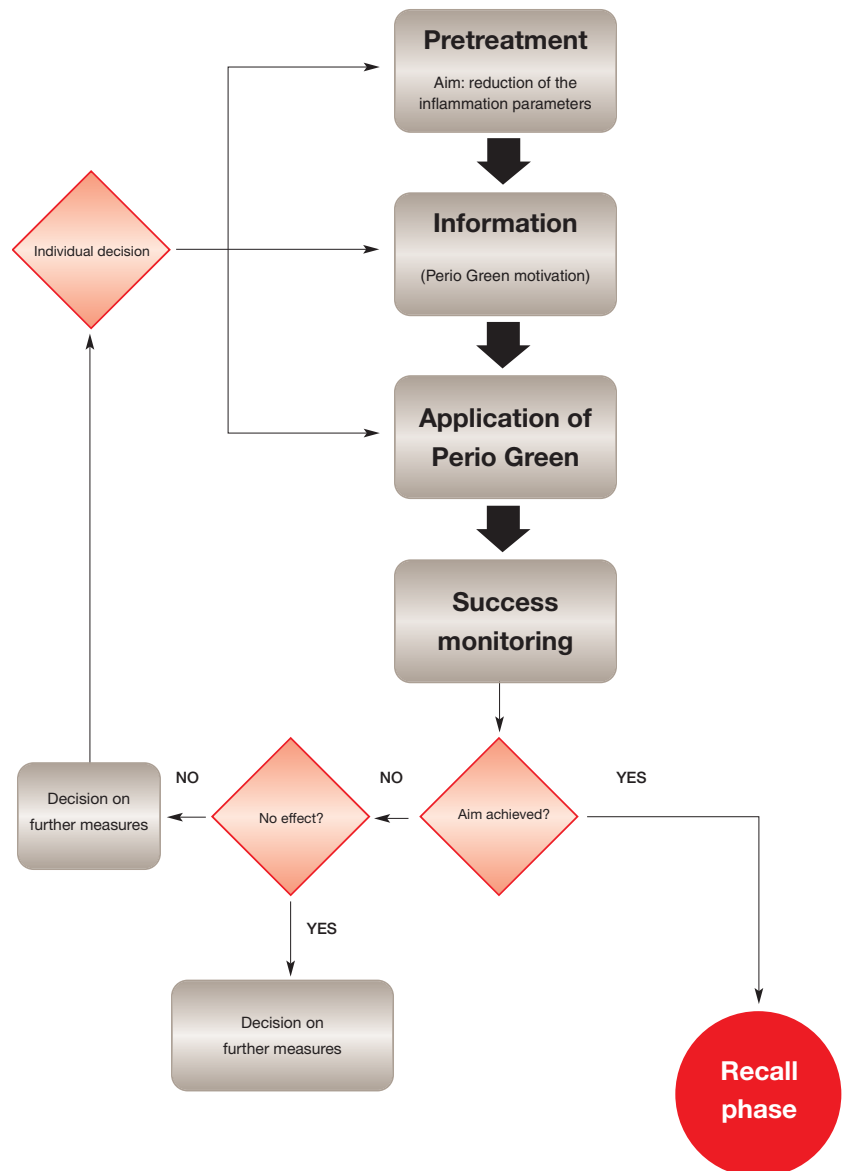 Pretreatment
Aim: reduction of the
inflammation parameters
Individual decision
Information
(Perio Green motivation)
Application of
Perio Green
Success
monitoring
NO
NO
YES
Decision on
further measures
No effect?
Aim achieved?
YES
Decision on
further measures
Recall
phase